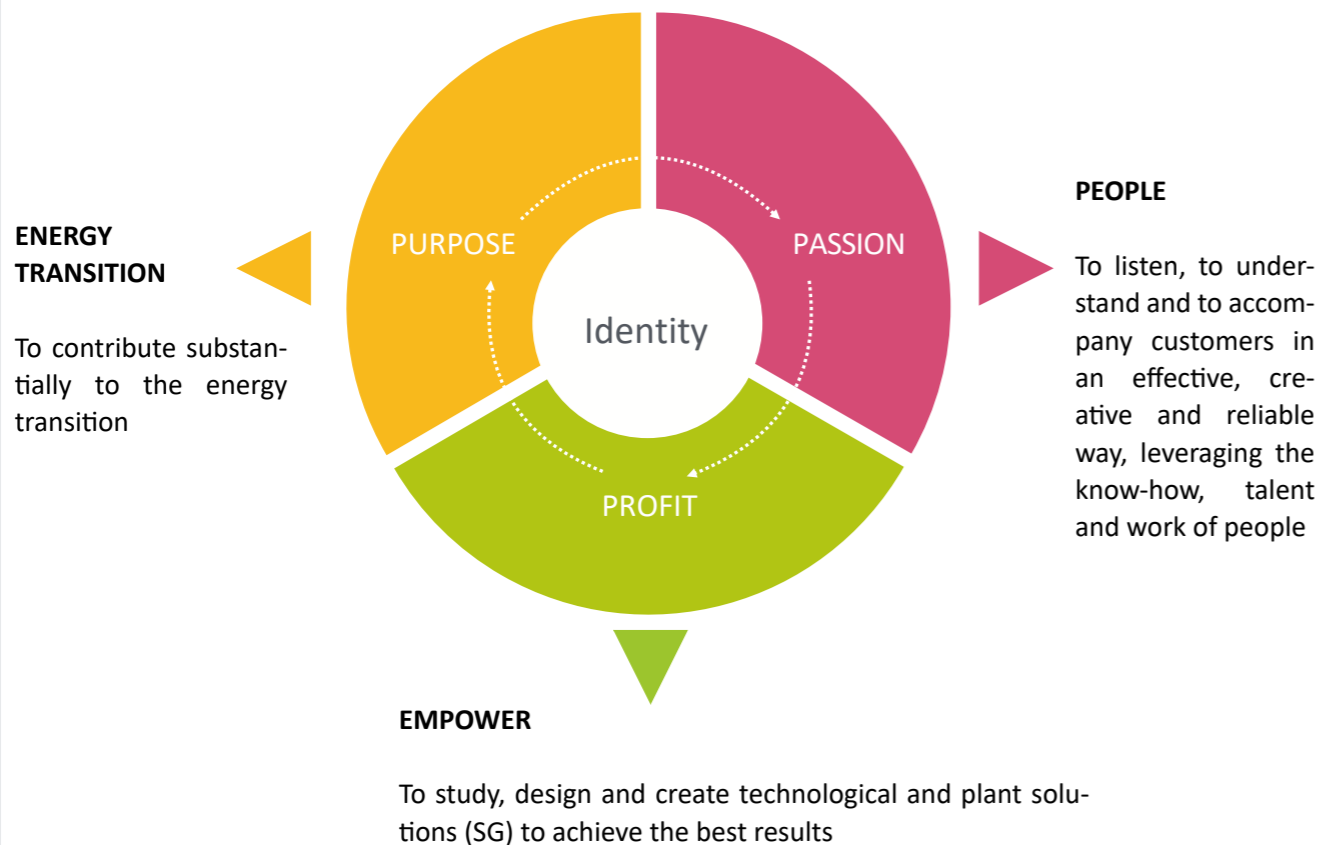 PURPOSE
PASSION
Identity
PROFIT
ENERGY
TRANSITION
To contribute substan-
tially to the energy
transition
PEOPLE
To listen, to under-
stand and to accom-
pany customers in
an effective, cre-
ative and reliable
way, leveraging the
know-how, talent
and work of people
EMPOWER
To study, design and create technological and plant solu-
tions (SG) to achieve the best results